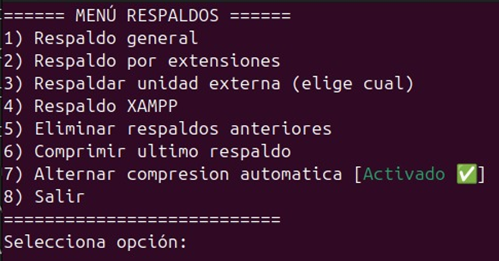 ====== MENÚ RESPALDOS ======
1) Respaldo general
2) Respaldo por extensiones
3) Respaldar unidad externa (elige cual)
4) Respaldo XAMPP
5) Eliminar respaldos anteriores
6) Comprimir ultimo respaldo
7) Alternar compresion automatica [Activado ✅]
8) Salir
============================
Selecciona opción: